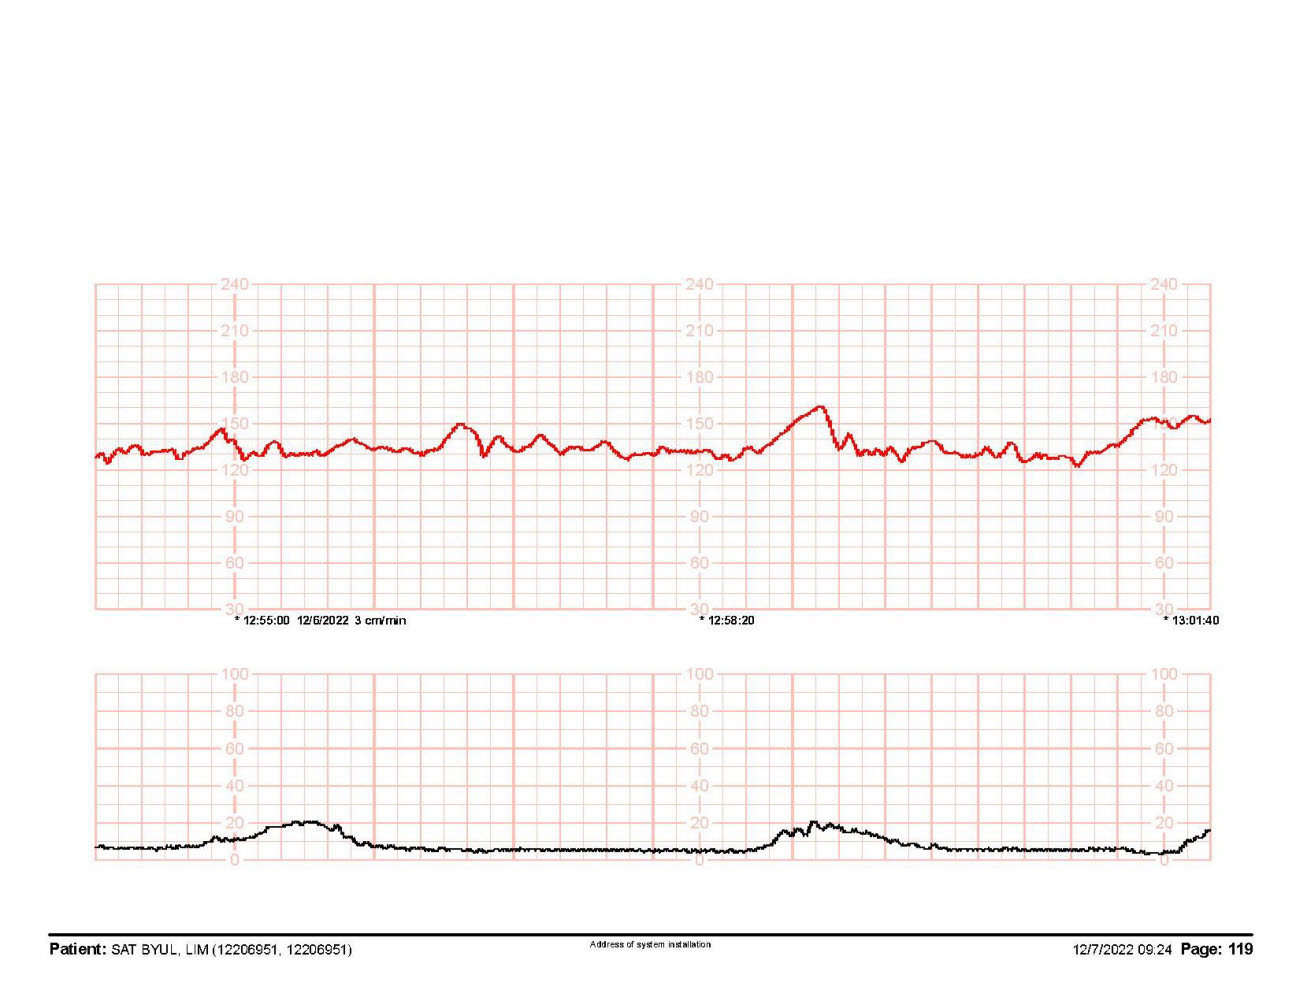 240 240 240
210 210 210
180 180 180
150 150 150
120 120 120
90 90 90
60 60 60
30 30 30
* 12:55:00 12/6/2022 3 cm/min * 12:58:20 * 13:01:40
100 100 100
80 80 80
60 60 60
40 40 40
20 20 20
0 0 0
Patient: SAT BYUL, LIM (12206951, 12206951) Address of system installation 12/7/2022 09:24 Page: 119